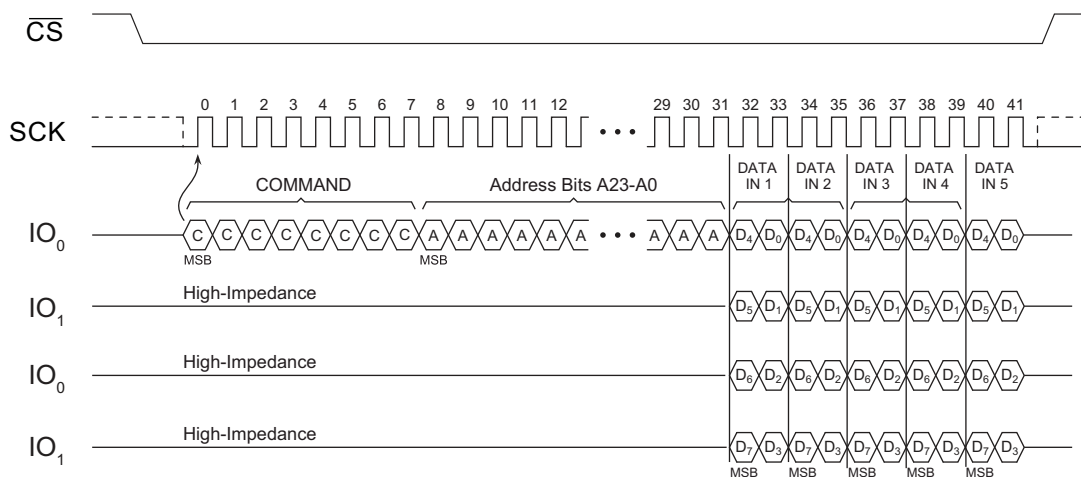 CS
0 1 2 3 4 5 6 7 8 9 10 11 12 29 30 31 32 33 34 35 36 37 38 39 40 41
SCK
COMMAND
Address Bits A23-A0
DATA IN 1
DATA IN 2
DATA IN 3
DATA IN 4
DATA IN 5
IO0 C C C C C C C C A A A A A A A A A D4 D0 D4 D0 D4 D0 D4 D0 D4 D0
MSB MSB
High-Impedance
IO1 D5 D1 D5 D1 D5 D1 D5 D1 D5 D1
High-Impedance
IO0 D6 D2 D6 D2 D6 D2 D6 D2 D6 D2
High-Impedance
IO1 D7 D3 D7 D3 D7 D3 D7 D3 D7 D3
MSB MSB MSB MSB MSB